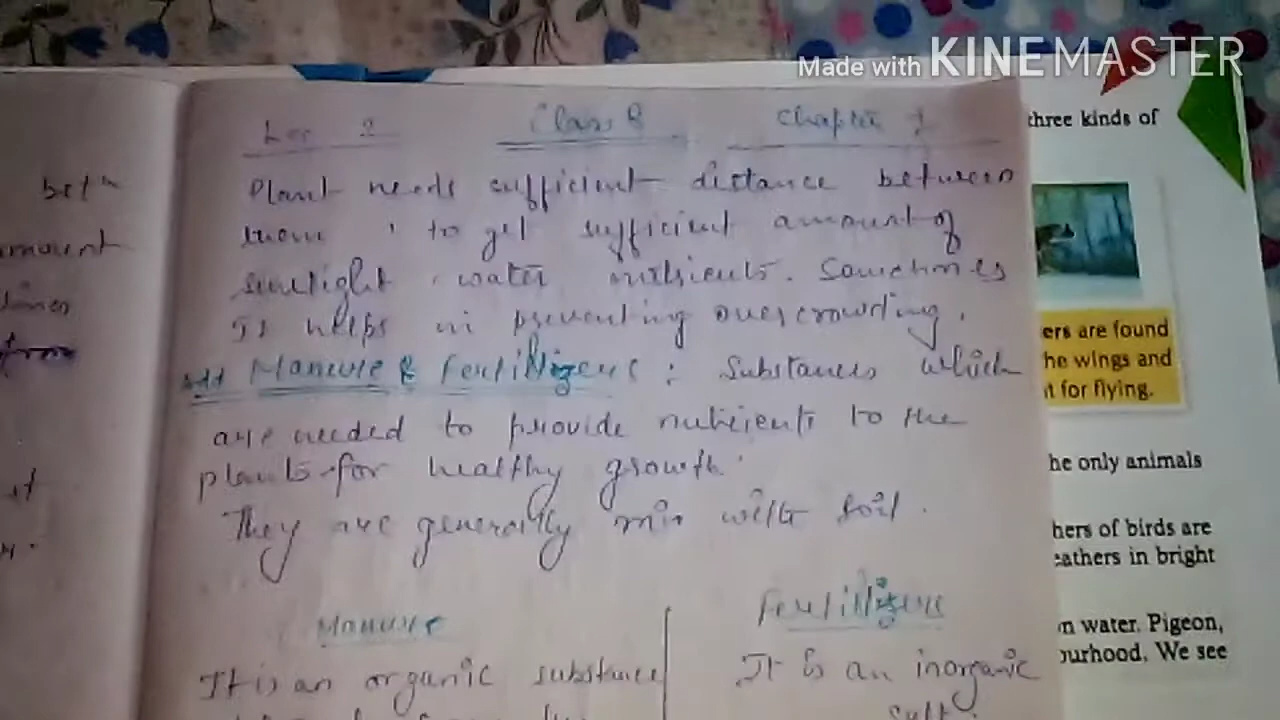 Made with KINEMASTER
Lec 2 Class 8 Chapter 1
Plant needs sufficient distance between
them, to get sufficient amount of
sunlight, water nutrients. Sometimes
It helps in preventing overcrowding.
Add Manure & Fertilizers : Substances which
are needed to provide nutrients to the
plants for healthy growth.
They are generally mix with soil.
Manure
It is an organic substance
Fertilizers
It is an inorganic
salt.
betn
amount
three kinds of
ers are found
he wings and
t for flying.
he only animals
hers of birds are
eathers in bright
n water. Pigeon,
ourhood. We see